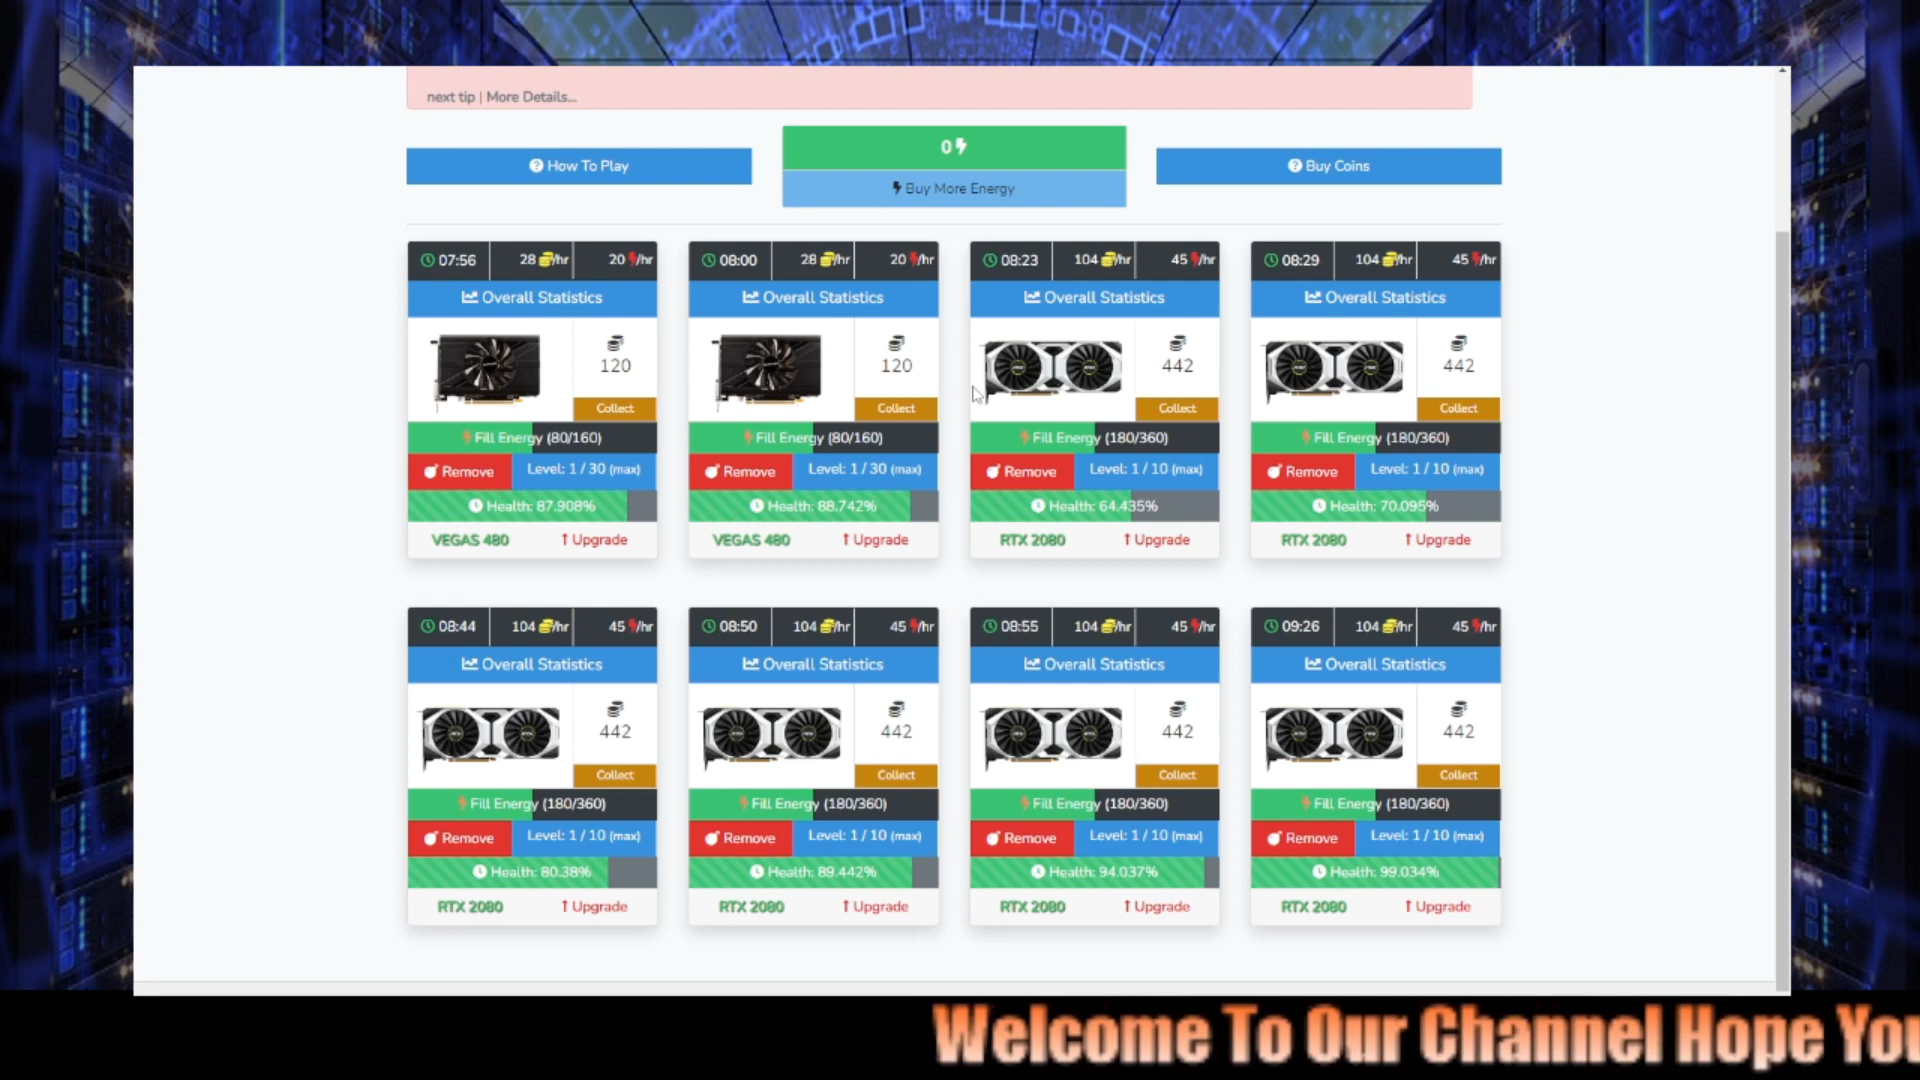 next tip | More Details...
How To Play
0
Buy More Energy
Buy Coins
07:56 28 /hr 20 /hr
Overall Statistics
120
Collect
Fill Energy (80/160)
Remove Level: 1 / 30 (max)
Health: 87.908%
VEGAS 480 Upgrade
08:00 28 /hr 20 /hr
Overall Statistics
120
Collect
Fill Energy (80/160)
Remove Level: 1 / 30 (max)
Health: 88.742%
VEGAS 480 Upgrade
08:23 104 /hr 45 /hr
Overall Statistics
442
Collect
Fill Energy (180/360)
Remove Level: 1 / 10 (max)
Health: 64.435%
RTX 2080 Upgrade
08:29 104 /hr 45 /hr
Overall Statistics
442
Collect
Fill Energy (180/360)
Remove Level: 1 / 10 (max)
Health: 70.095%
RTX 2080 Upgrade
08:44 104 /hr 45 /hr
Overall Statistics
442
Collect
Fill Energy (180/360)
Remove Level: 1 / 10 (max)
Health: 80.38%
RTX 2080 Upgrade
08:50 104 /hr 45 /hr
Overall Statistics
442
Collect
Fill Energy (180/360)
Remove Level: 1 / 10 (max)
Health: 89.442%
RTX 2080 Upgrade
08:55 104 /hr 45 /hr
Overall Statistics
442
Collect
Fill Energy (180/360)
Remove Level: 1 / 10 (max)
Health: 94.037%
RTX 2080 Upgrade
09:26 104 /hr 45 /hr
Overall Statistics
442
Collect
Fill Energy (180/360)
Remove Level: 1 / 10 (max)
Health: 99.034%
RTX 2080 Upgrade
Welcome To Our Channel Hope You